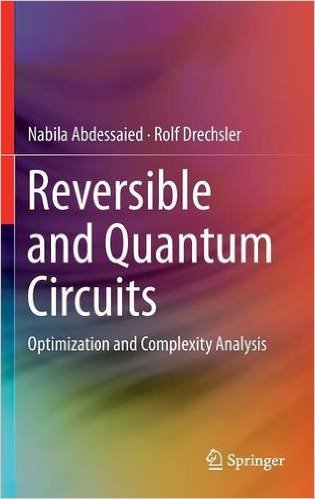 Nabila Abdessaied · Rolf Drechsler
Reversible
and Quantum
Circuits
Optimization and Complexity Analysis
Springer